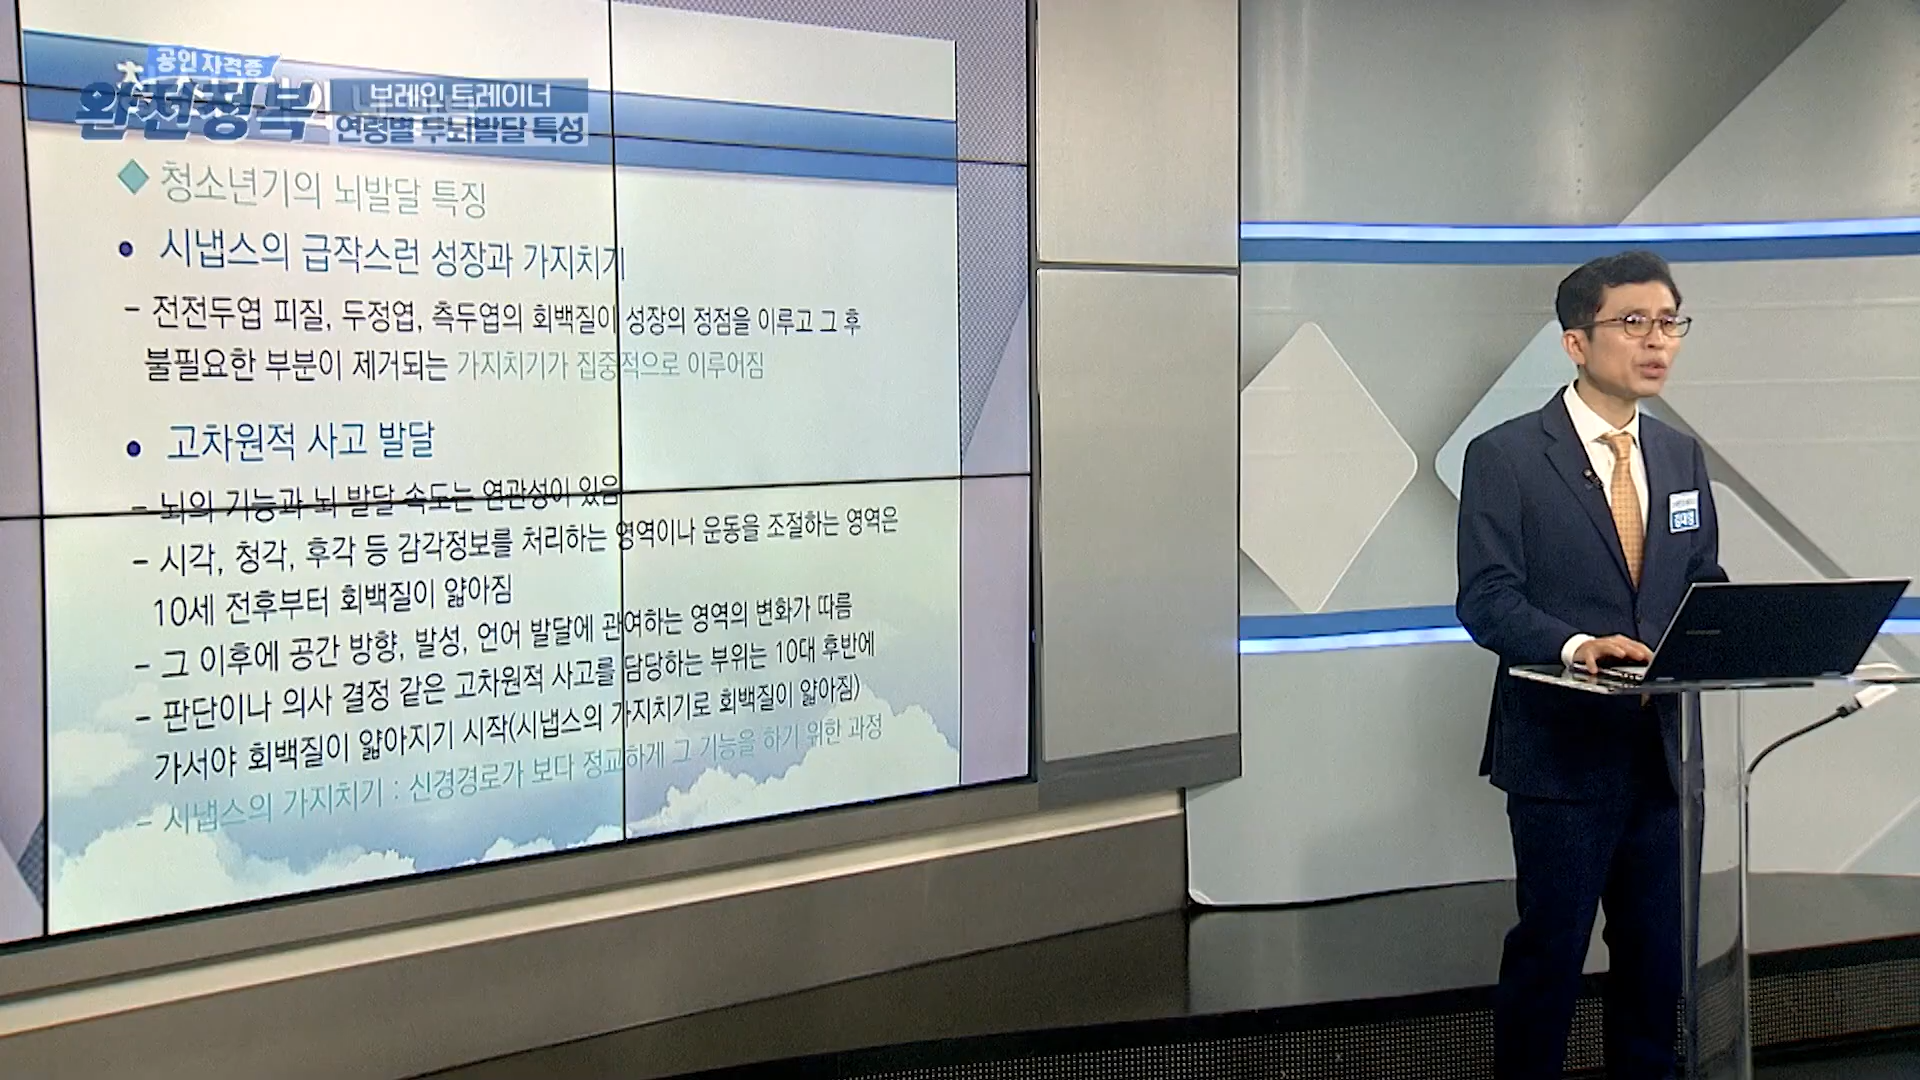 공인 자격증
완전정복
브레인 트레이너
연령별 두뇌발달 특성
청소년기의 뇌발달 특징
• 시냅스의 급작스런 성장과 가지치기
- 전전두엽 피질, 두정엽, 측두엽의 회백질이 성장의 정점을 이루고 그 후
불필요한 부분이 제거되는 가지치기가 집중적으로 이루어짐
• 고차원적 사고 발달
- 뇌의 기능과 뇌 발달 속도는 연관성이 있음
- 시각, 청각, 후각 등 감각정보를 처리하는 영역이나 운동을 조절하는 영역은
10세 전후부터 회백질이 얇아짐
- 그 이후에 공간 방향, 발성, 언어 발달에 관여하는 영역의 변화가 따름
- 판단이나 의사 결정 같은 고차원적 사고를 담당하는 부위는 10대 후반에
가서야 회백질이 얇아지기 시작(시냅스의 가지치기로 회백질이 얇아짐)
- 시냅스의 가지치기 : 신경경로가 보다 정교하게 그 기능을 하기 위한 과정